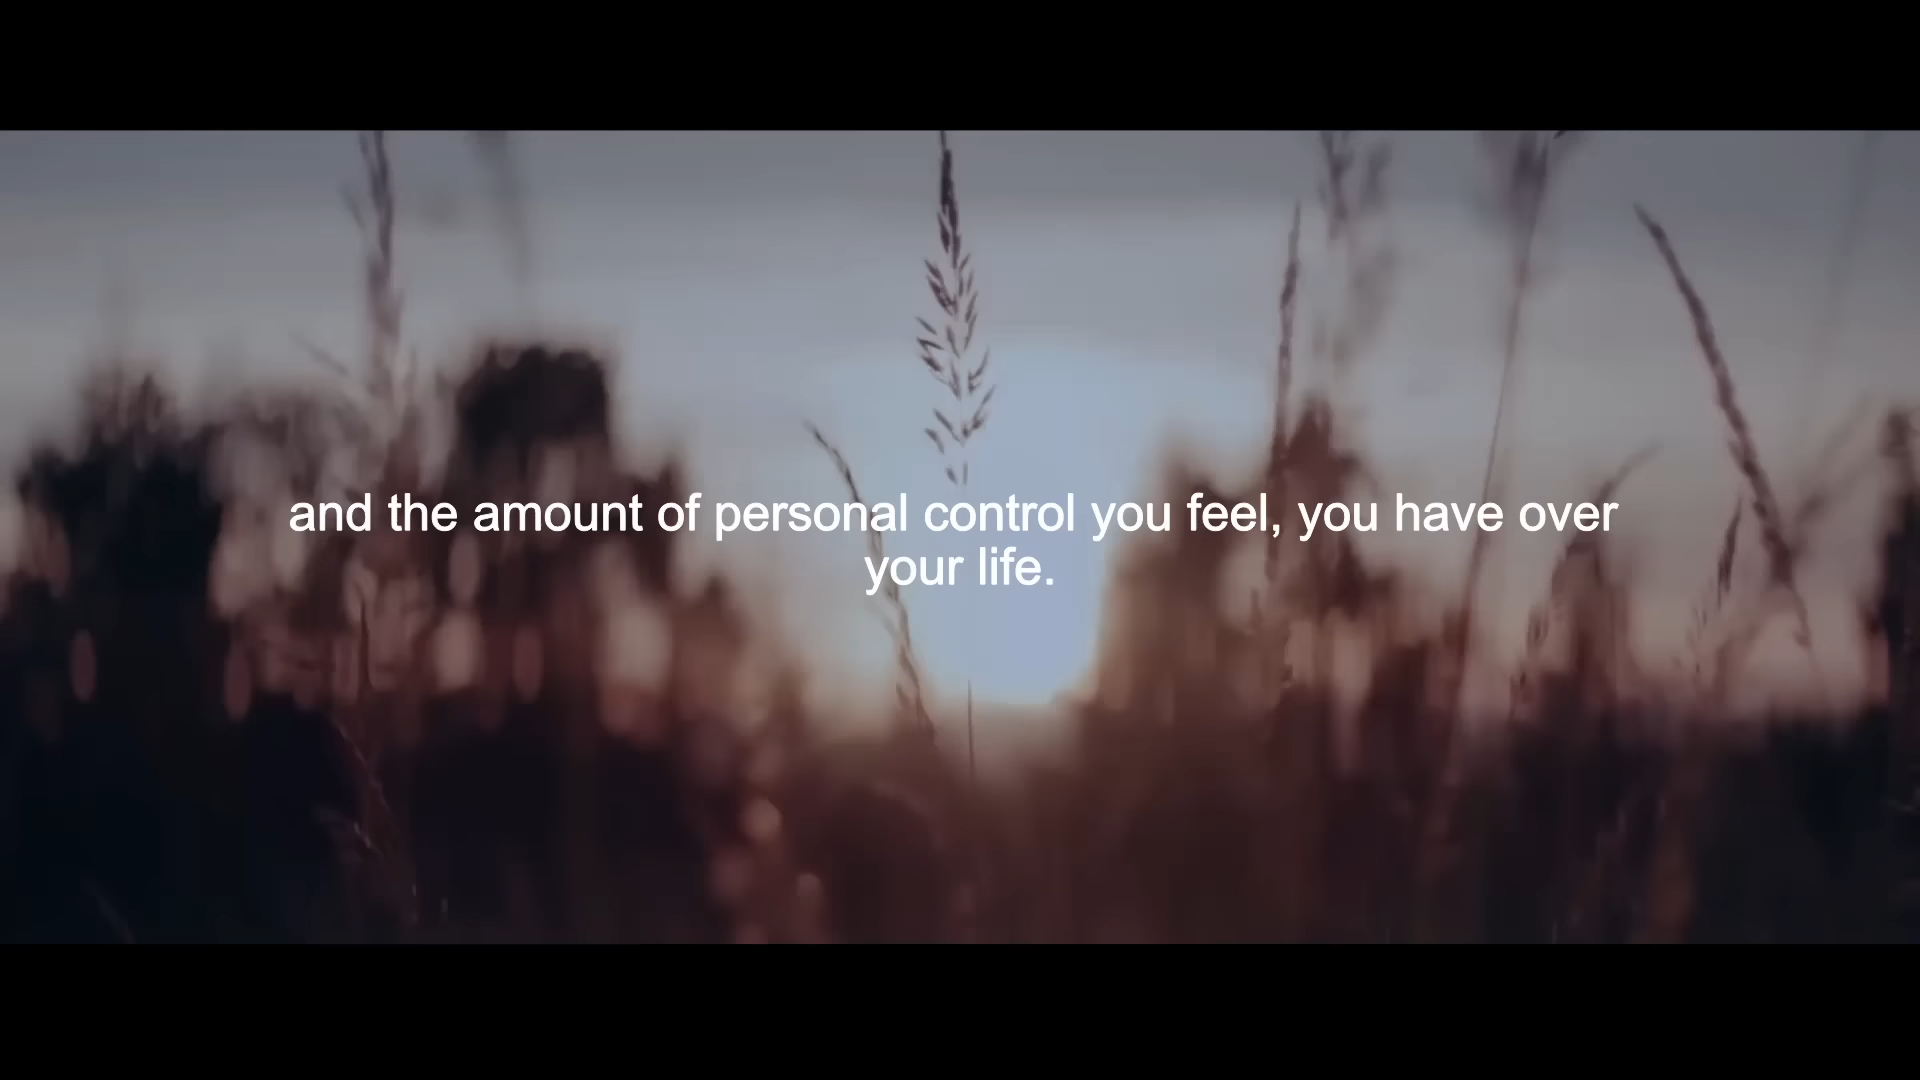 and the amount of personal control you feel, you have over
your life.